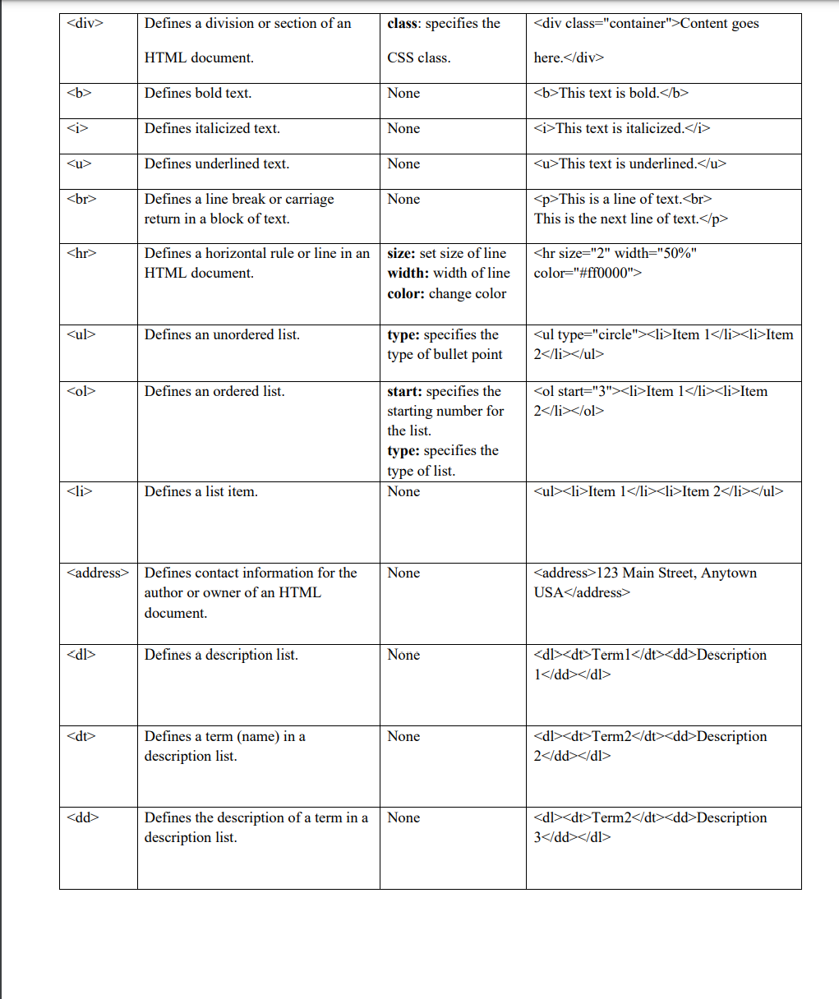 <div> Defines a division or section of an class: specifies the <div class="container">Content goes
HTML document. CSS class. here.</div>
<b> Defines bold text. None <b>This text is bold.</b>
<i> Defines italicized text. None <i>This text is italicized.</i>
<u> Defines underlined text. None <u>This text is underlined.</u>
<br> Defines a line break or carriage None <p>This is a line of text.<br>
return in a block of text. This is the next line of text.</p>
<hr> Defines a horizontal rule or line in an size: set size of line <hr size="2" width="50%"
HTML document. width: width of line color="#ff0000">
color: change color
<ul> Defines an unordered list. type: specifies the <ul type="circle"><li>Item 1</li><li>Item
type of bullet point 2</li></ul>
<ol> Defines an ordered list. start: specifies the <ol start="3"><li>Item 1</li><li>Item
starting number for 2</li></ol>
the list.
type: specifies the
type of list.
<li> Defines a list item. None <ul><li>Item 1</li><li>Item 2</li></ul>
<address> Defines contact information for the None <address>123 Main Street, Anytown
author or owner of an HTML USA</address>
document.
<dl> Defines a description list. None <dl><dt>Term1</dt><dd>Description
1</dd></dl>
<dt> Defines a term (name) in a None <dl><dt>Term2</dt><dd>Description
description list. 2</dd></dl>
<dd> Defines the description of a term in a None <dl><dt>Term2</dt><dd>Description
description list. 3</dd></dl>